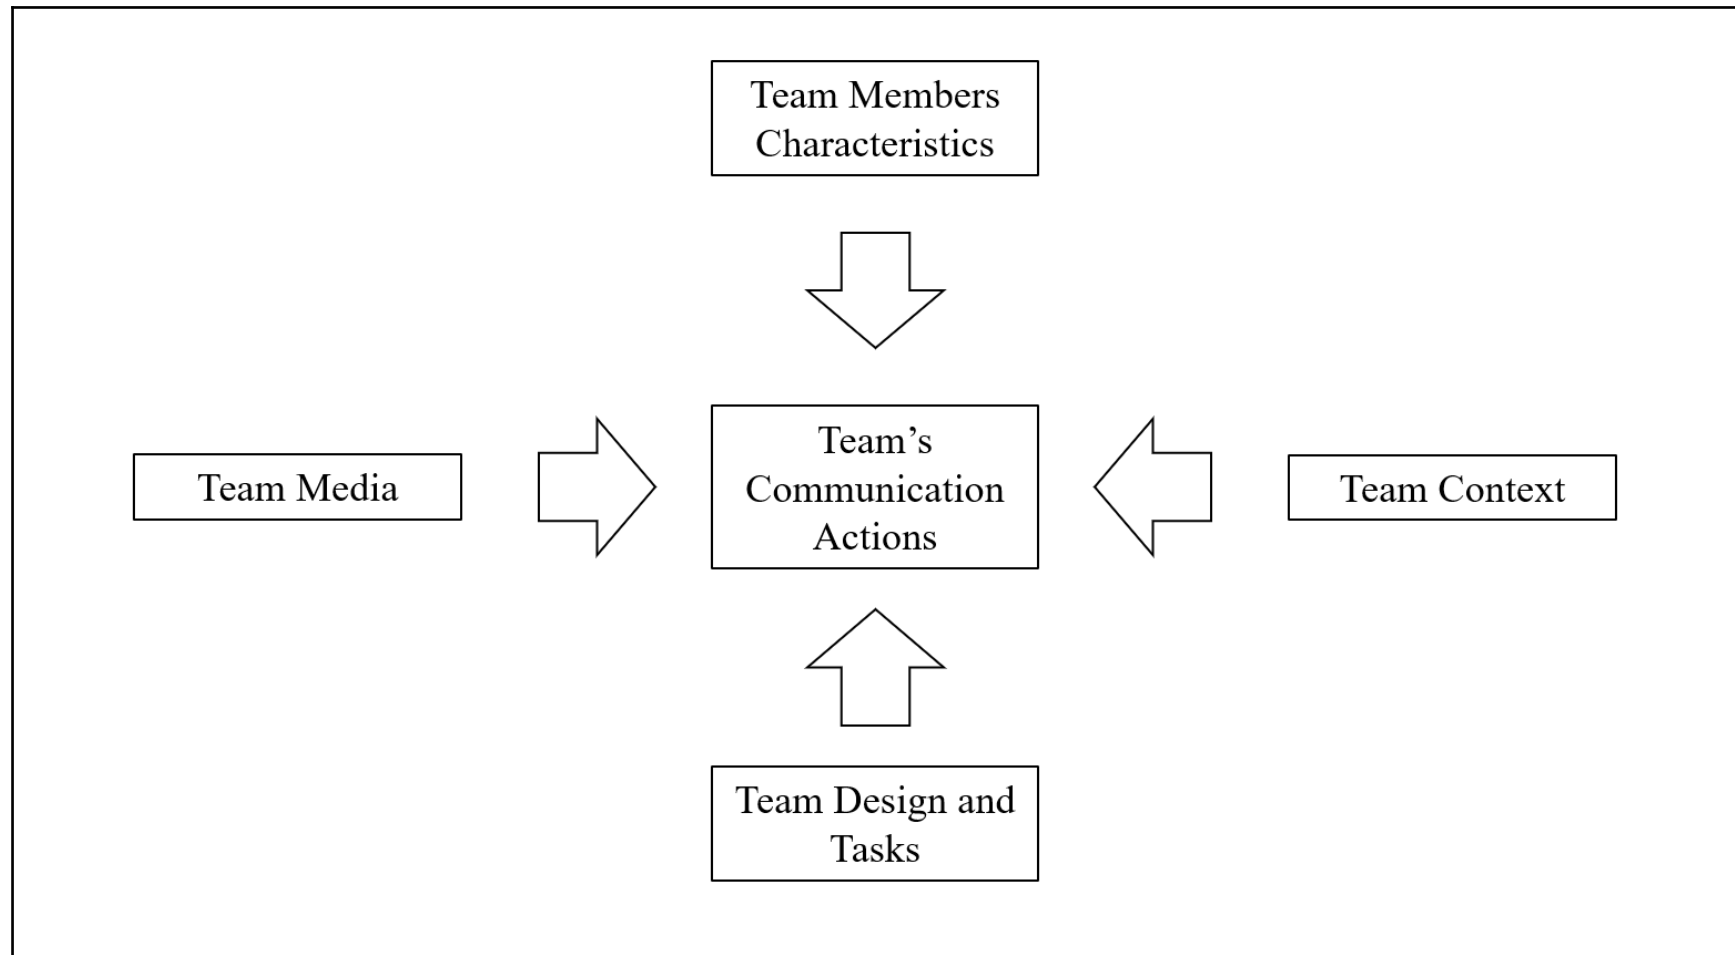 Team Members
Characteristics
Team’s
Communication
Actions
Team Media
Team Context
Team Design and
Tasks